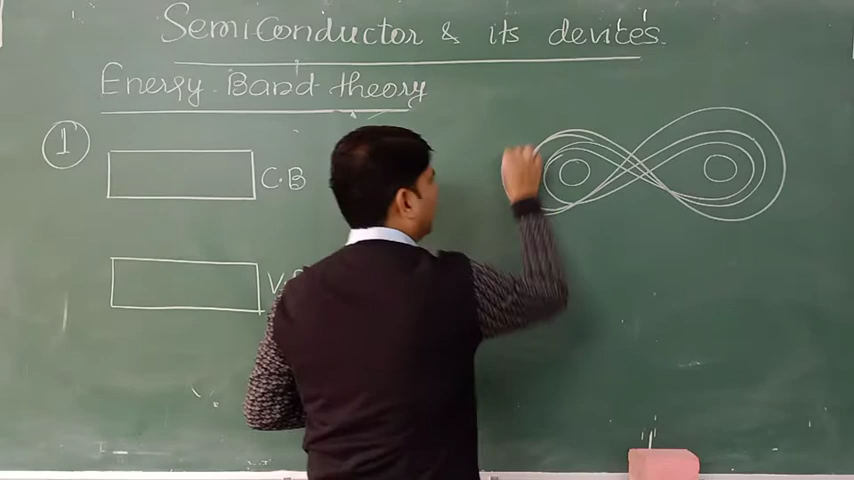 Semiconductor & its devices.
Energy Band theory
1
C.B
V.